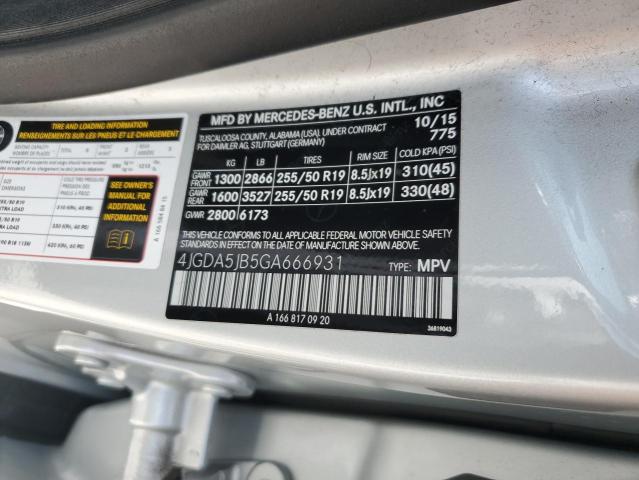 TIRE AND LOADING INFORMATION
RENSEIGNEMENTS SUR LES PNEUS ET LE CHARGEMENT
SEE OWNER'S
MANUAL FOR
ADDITIONAL
INFORMATION
MFD BY MERCEDES-BENZ U.S. INTL., INC
TUSCALOOSA COUNTY, ALABAMA (USA). UNDER CONTRACT 10/15
FOR DAIMLER AG, STUTTGART (GERMANY) 775
KG LB TIRES RIM SIZE COLD KPA (PSI)
GAWR FRONT 1300 2866 255/50 R19 8.5Jx19 310(45)
GAWR REAR 1600 3527 255/50 R19 8.5Jx19 330(48)
GWR 2800 6173
THIS VEHICLE CONFORMS TO ALL APPLICABLE FEDERAL MOTOR
VEHICLE SAFETY STANDARDS IN EFFECT ON THE DATE OF
MANUFACTURE SHOWN ABOVE.
4JGDA5JB5GA666931 TYPE: MPV
A 166 817 09 20
36819043